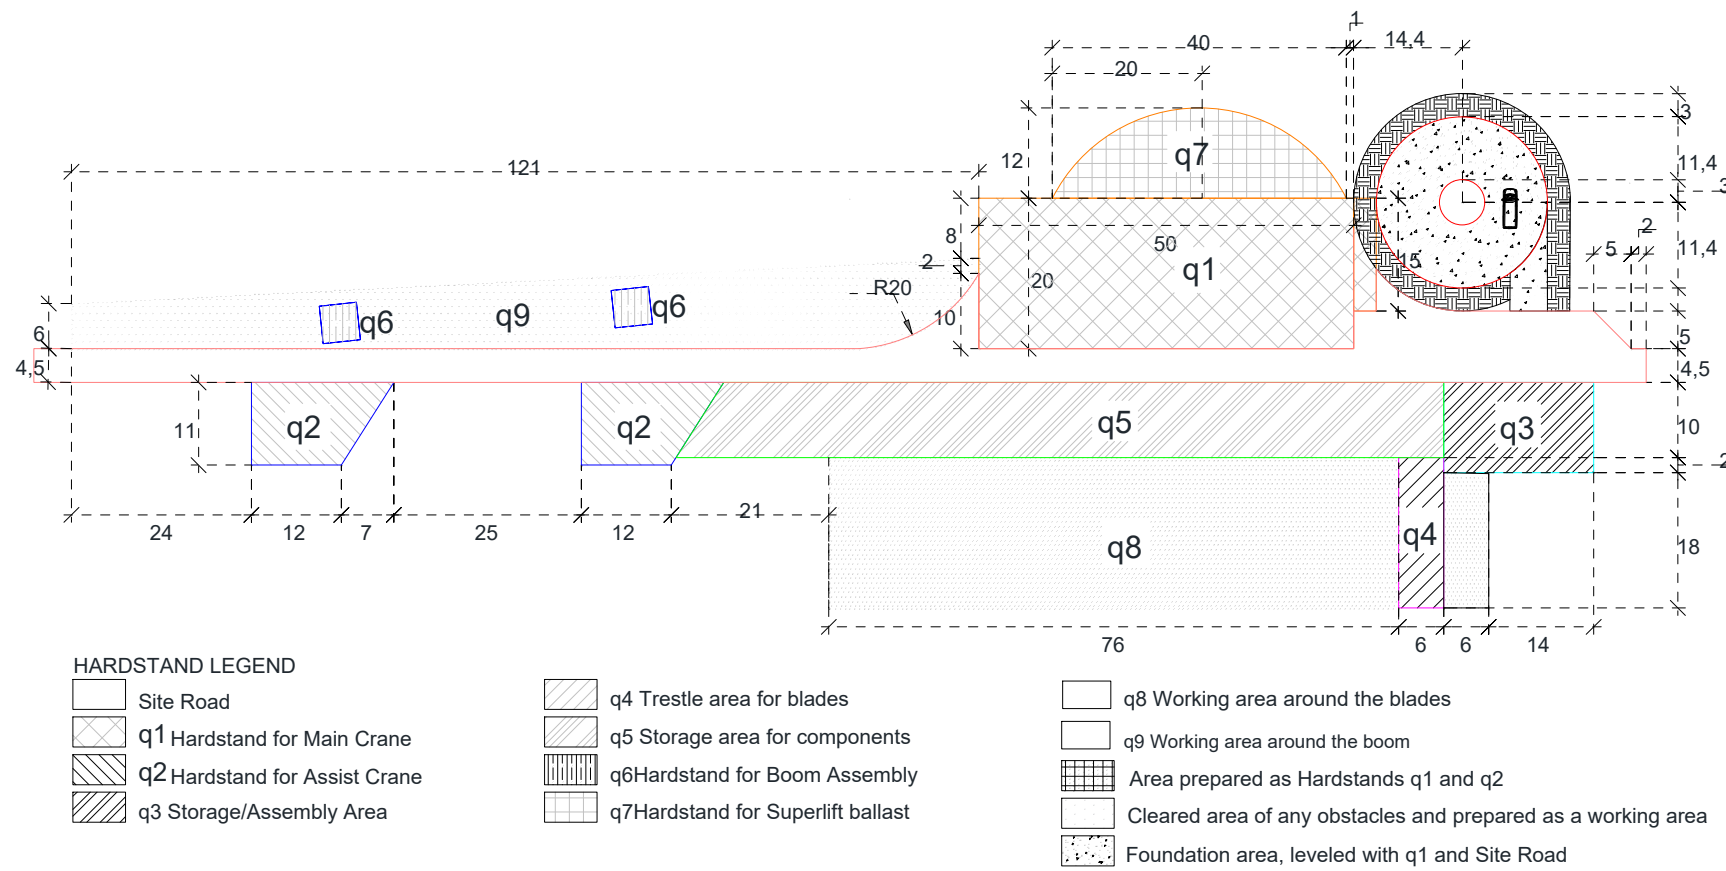 1
40
14,4
20
3
q7
12
11,4
121
3
8
50
5
2
11,4
2
q1
15
R20
20
q6
q6
q9
10
6
5
4,5
4,5
11
q2
q2
q5
q3
10
2
21
24
12
7
25
12
q8
q4
18
76
6
6
14
HARDSTAND LEGEND
Site Road
q1 Hardstand for Main Crane
q2 Hardstand for Assist Crane
q3 Storage/Assembly Area
q4 Trestle area for blades
q5 Storage area for components
q6Hardstand for Boom Assembly
q7Hardstand for Superlift ballast
q8 Working area around the blades
q9 Working area around the boom
Area prepared as Hardstands q1 and q2
Cleared area of any obstacles and prepared as a working area
Foundation area, leveled with q1 and Site Road